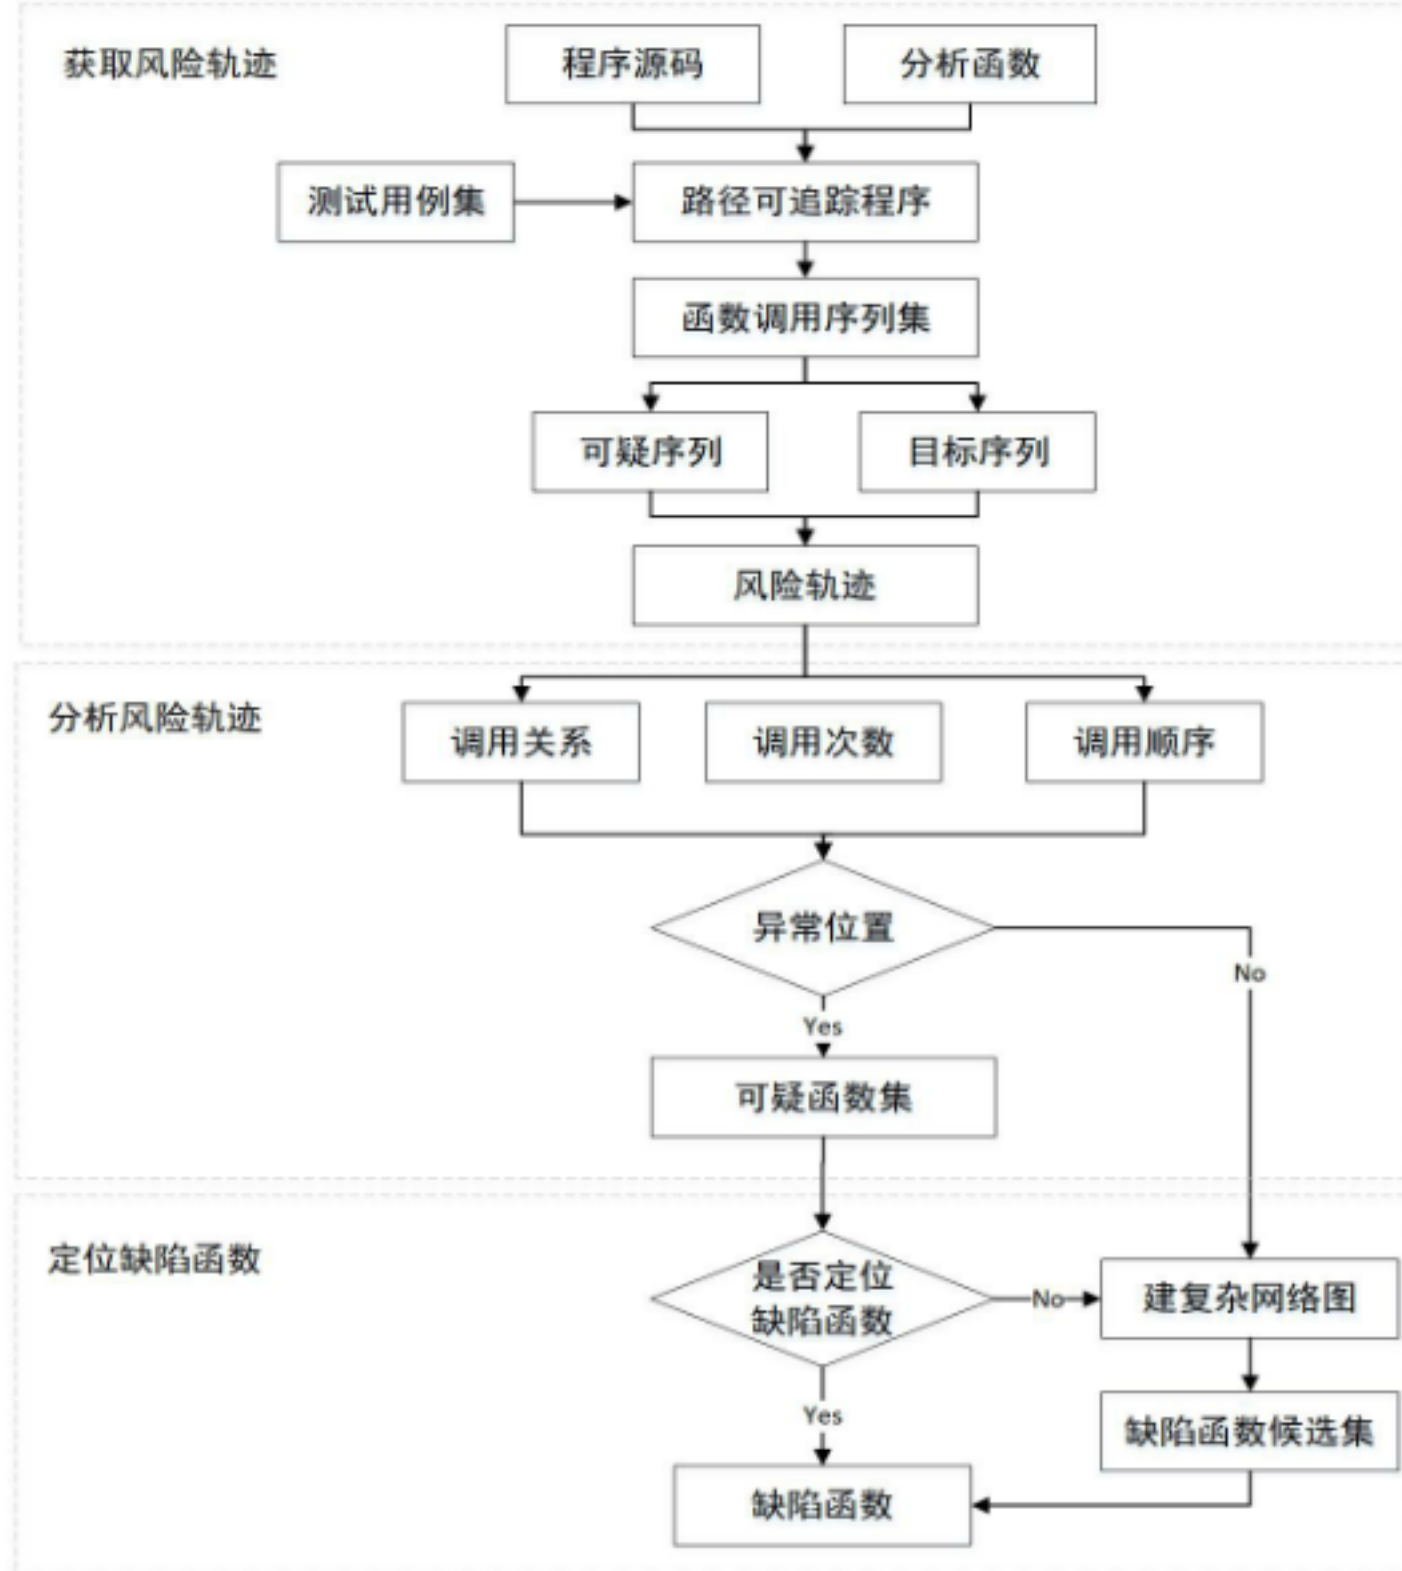 获取风险轨迹
程序源码
分析函数
测试用例集
路径可追踪程序
函数调用序列集
可疑序列
目标序列
风险轨迹
分析风险轨迹
调用关系
调用次数
调用顺序
异常位置
No
Yes
可疑函数集
定位缺陷函数
是否定位
缺陷函数
No
建复杂网络图
Yes
缺陷函数候选集
缺陷函数